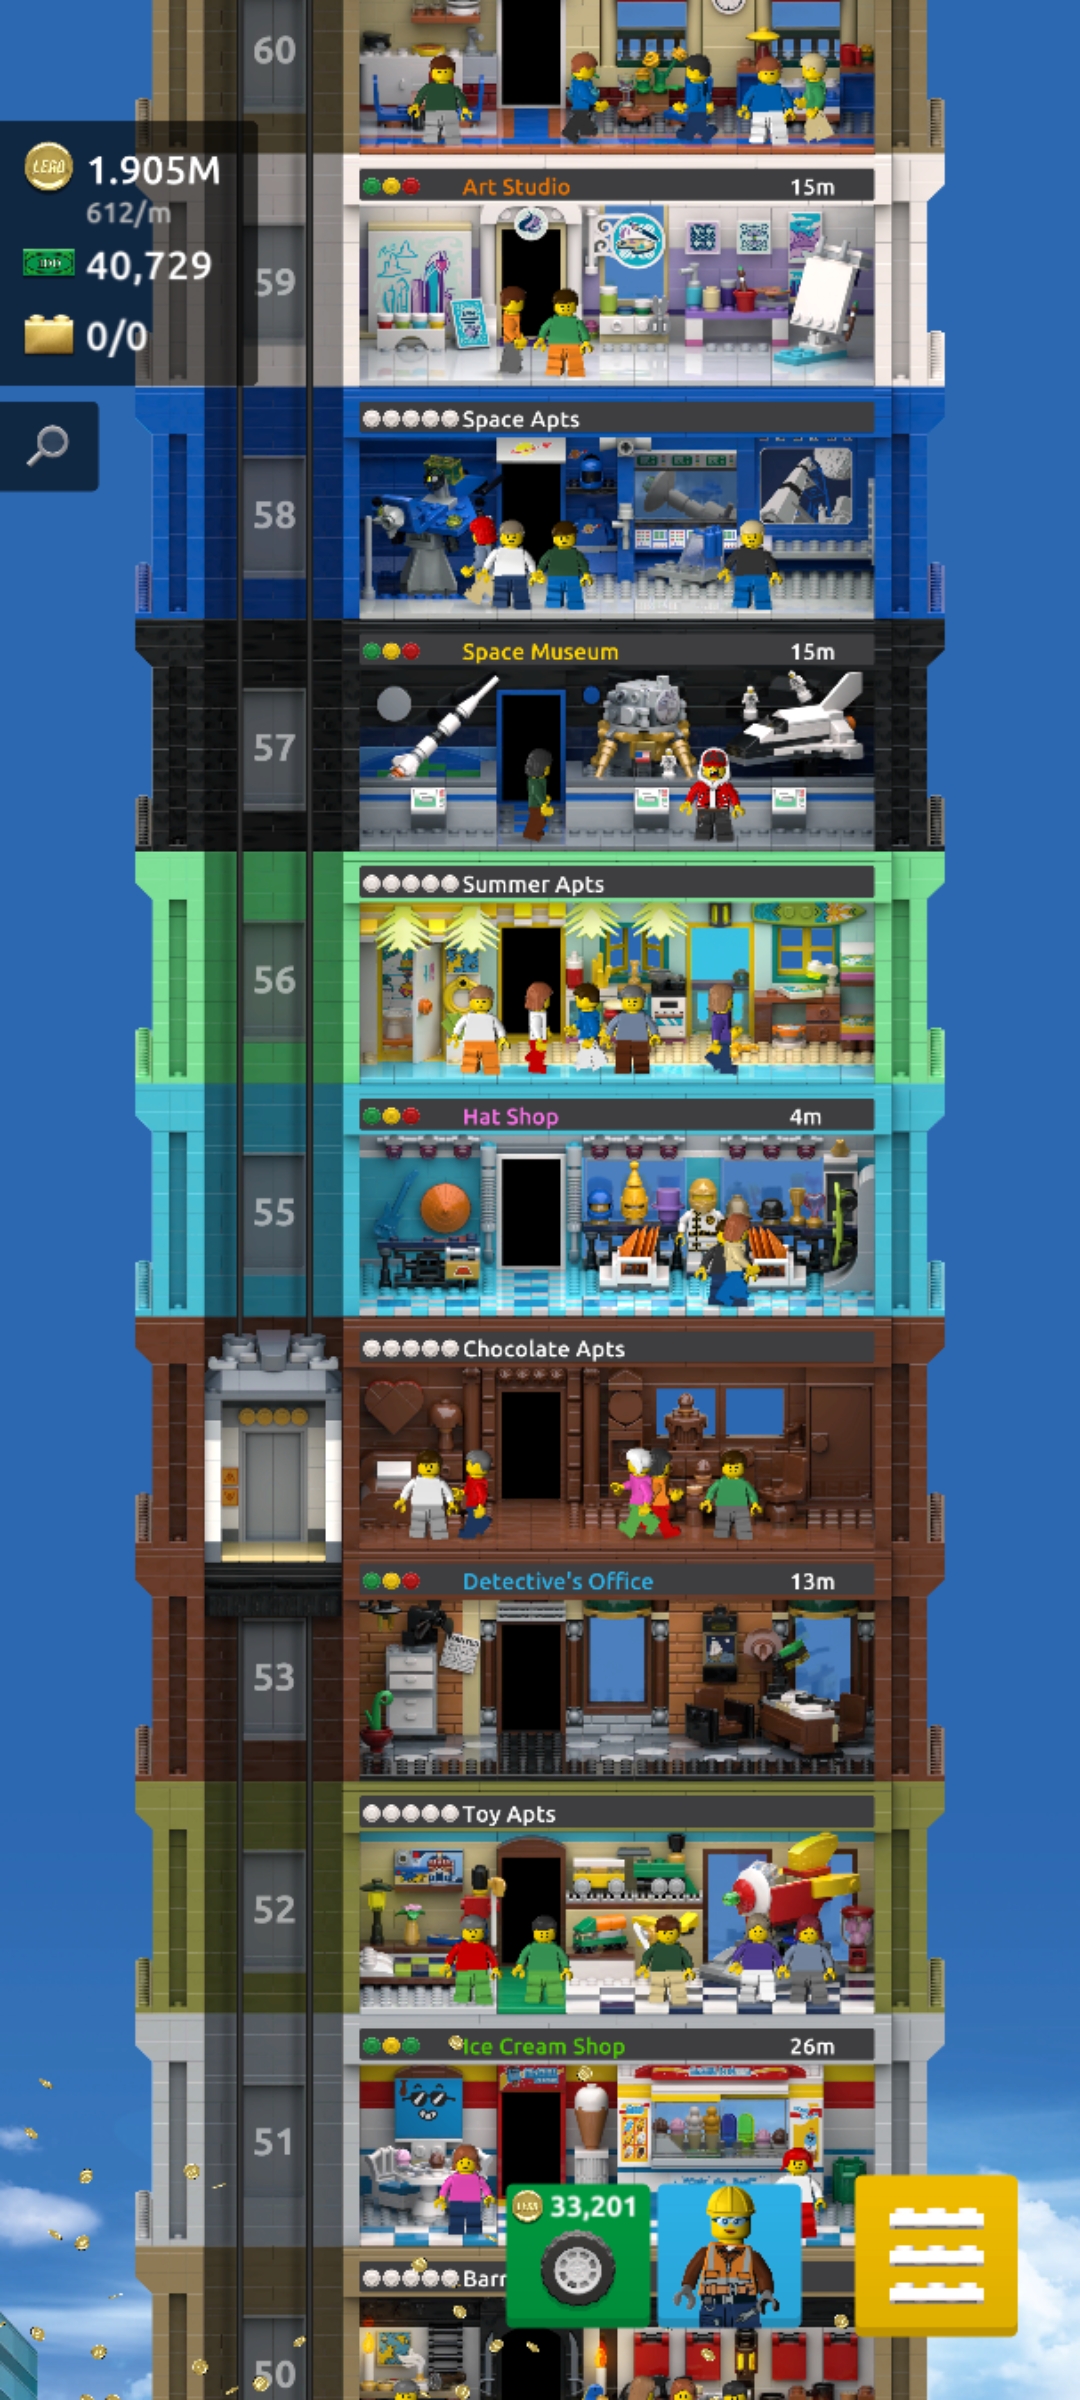 60
LEGO 1.905M
612/m
40,729
0/0
Art Studio 15m
59
Space Apts
58
Space Museum 15m
57
Summer Apts
56
Hat Shop 4m
55
Chocolate Apts
Detective's Office 13m
53
Toy Apts
52
Ice Cream Shop 26m
51
33,201
Barr
50